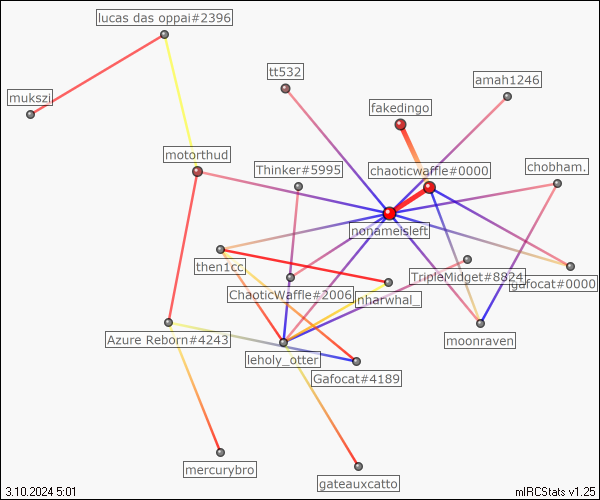 lucas das oppai#2396
tt532
amah1246
mukszi
fakedingo
motorthud
Thinker#5995
chaoticwaffle#0000
chobham.
nonameisleft
then1cc
TripleMidget#8824
gafocat#0000
ChaoticWaffle#2006
nharwhal_
Azure Reborn#4243
moonraven
leholy_otter
Gafocat#4189
mercurybro
gateauxcatto
3.10.2024 5:01
mIRCStats v1.25